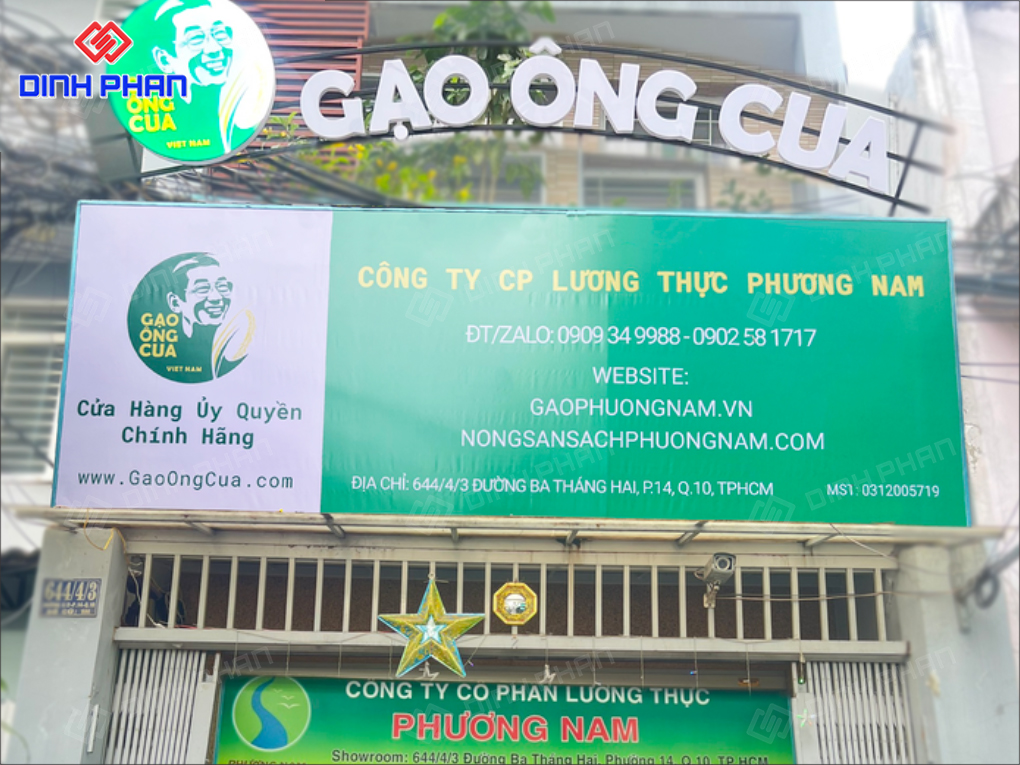 DINH PHAN
GẠO
ÔNG
CUA
VIET NAM
GẠO ÔNG CUA
GẠO
ÔNG
CUA
VIET NAM
Cửa Hàng Ủy Quyền
Chính Hãng
www.GaoOngCua.com
CÔNG TY CP LƯƠNG THỰC PHƯƠNG NAM
ĐT/ZALO: 0909 34 9988 - 0902 58 1717
WEBSITE:
GAOPHUONGNAM.VN
NONGSANSACHPHUONGNAM.COM
ĐỊA CHỈ: 644/4/3 ĐƯỜNG BA THÁNG HAI, P.14, Q.10, TPHCM
MST: 0312005719
644/4/3
CÔNG TY CỔ PHẦN LƯƠNG THỰC
PHƯƠNG NAM
Showroom: 644/4/3 Đường Ba Tháng Hai, Phường 14, Q.10, TP.HCM
PHƯƠNG NAM